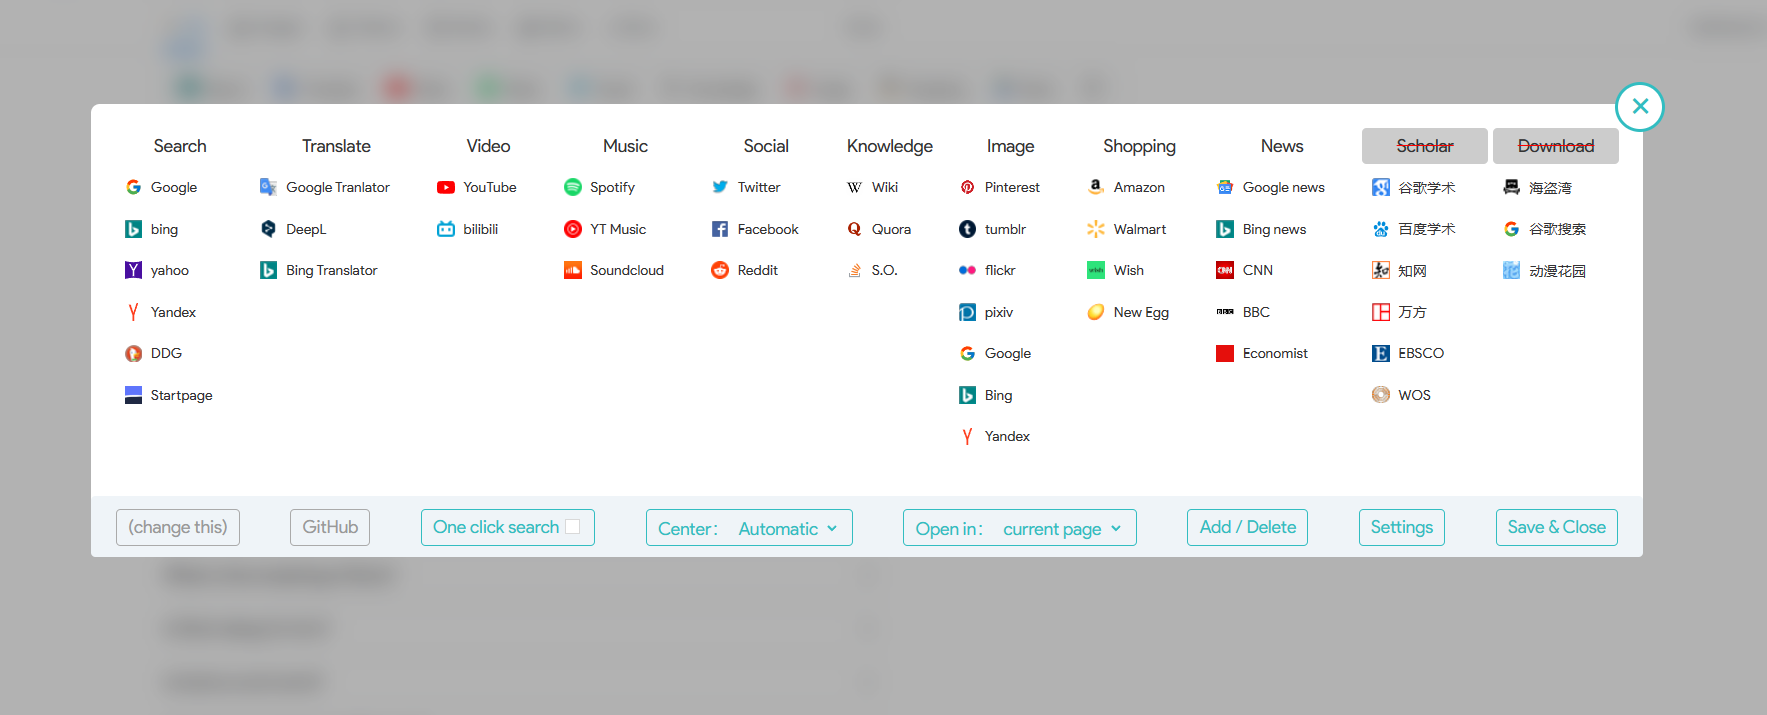 Search
Google
bing
yahoo
Yandex
DDG
Startpage
Translate
Google Tranlator
DeepL
Bing Translator
Video
YouTube
bilibili
Music
Spotify
YT Music
Soundcloud
Social
Twitter
Facebook
Reddit
Knowledge
Wiki
Quora
S.O.
Image
Pinterest
tumblr
flickr
pixiv
Google
Bing
Yandex
Shopping
Amazon
Walmart
Wish
New Egg
News
Google news
Bing news
CNN
BBC
Economist
Scholar
谷歌学术
百度学术
知网
万方
EBSCO
WOS
Download
海盗湾
谷歌搜索
动漫花园
(change this)
GitHub
One click search
Center： Automatic
Open in： current page
Add / Delete
Settings
Save & Close